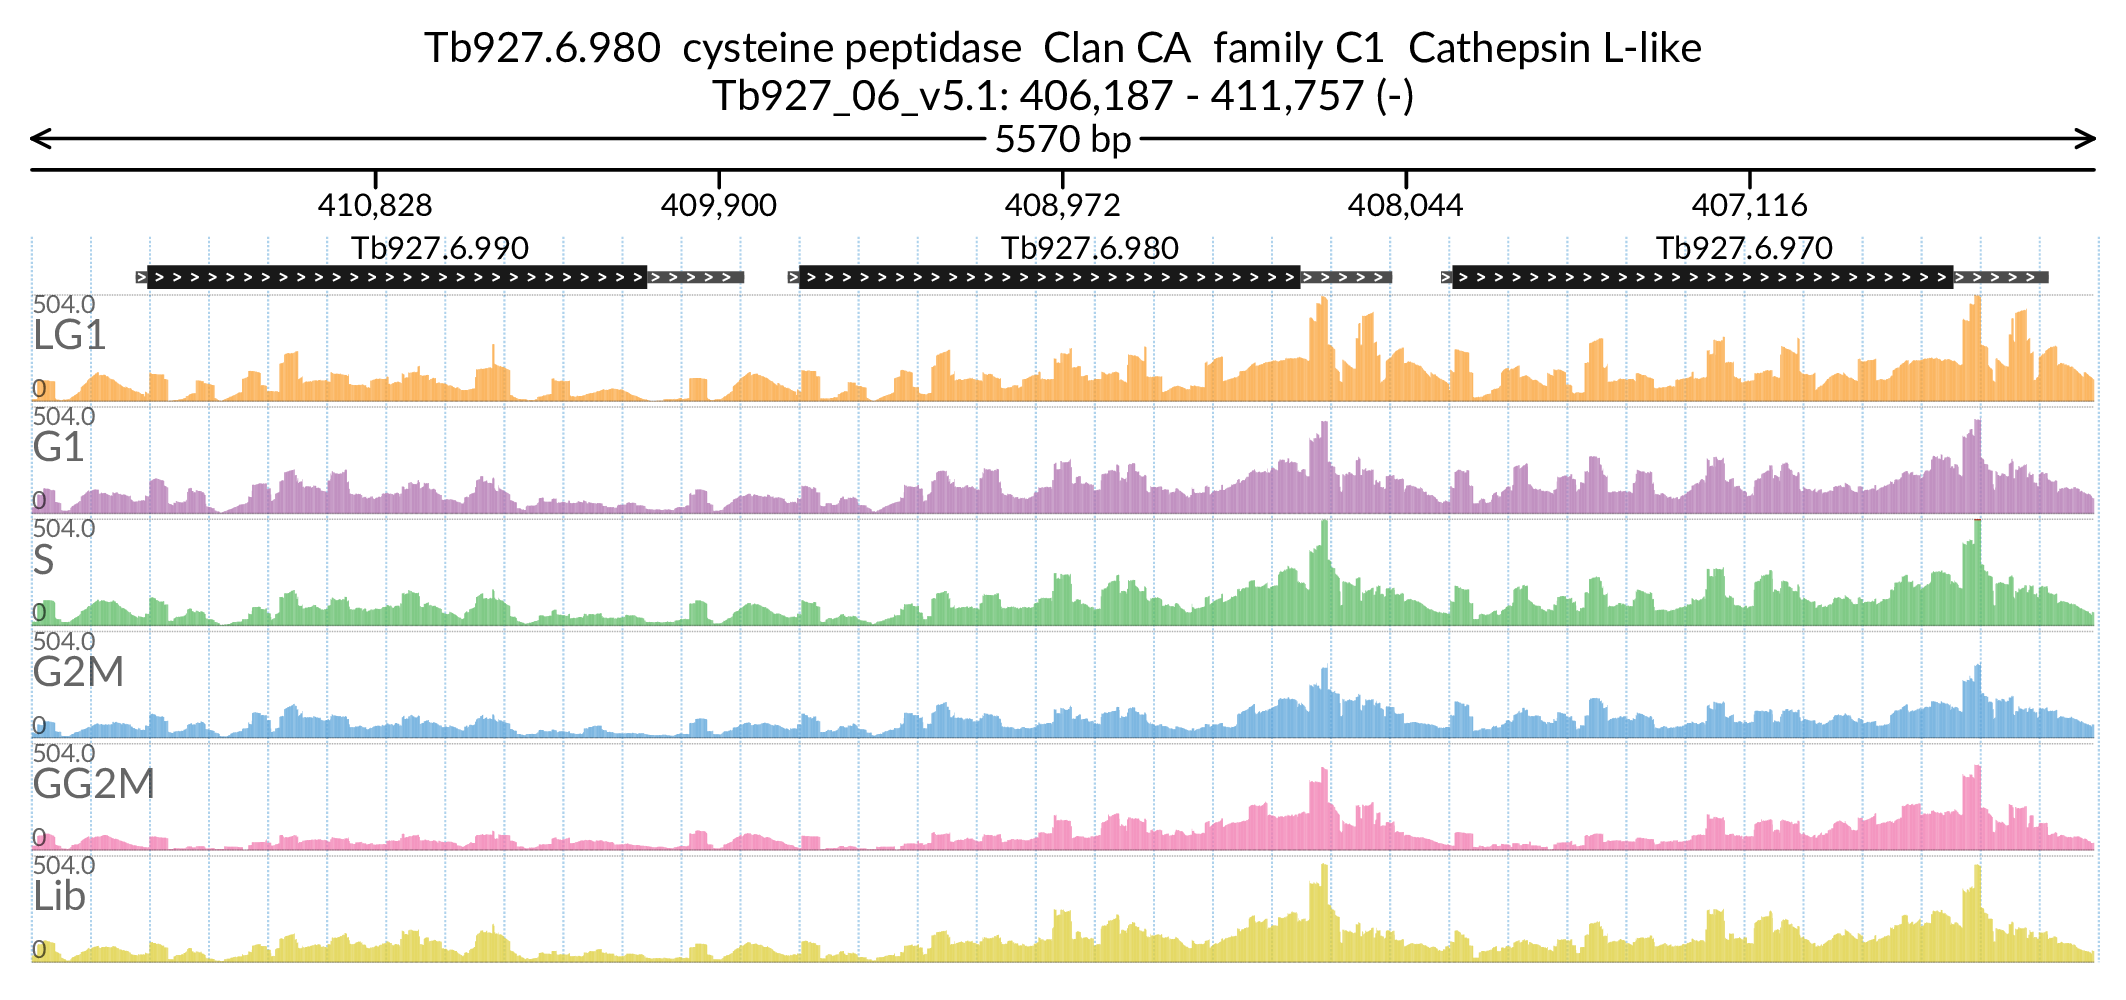 Tb927.6.980  cysteine peptidase  Clan CA  family C1  Cathepsin L-like
Tb927_06_v5.1: 406,187 - 411,757 (-)
5570 bp
410,828 409,900 408,972 408,044 407,116
Tb927.6.990 Tb927.6.980 Tb927.6.970
504.0
LG1
0
504.0
G1
0
504.0
S
0
504.0
G2M
0
504.0
GG2M
0
504.0
Lib
0